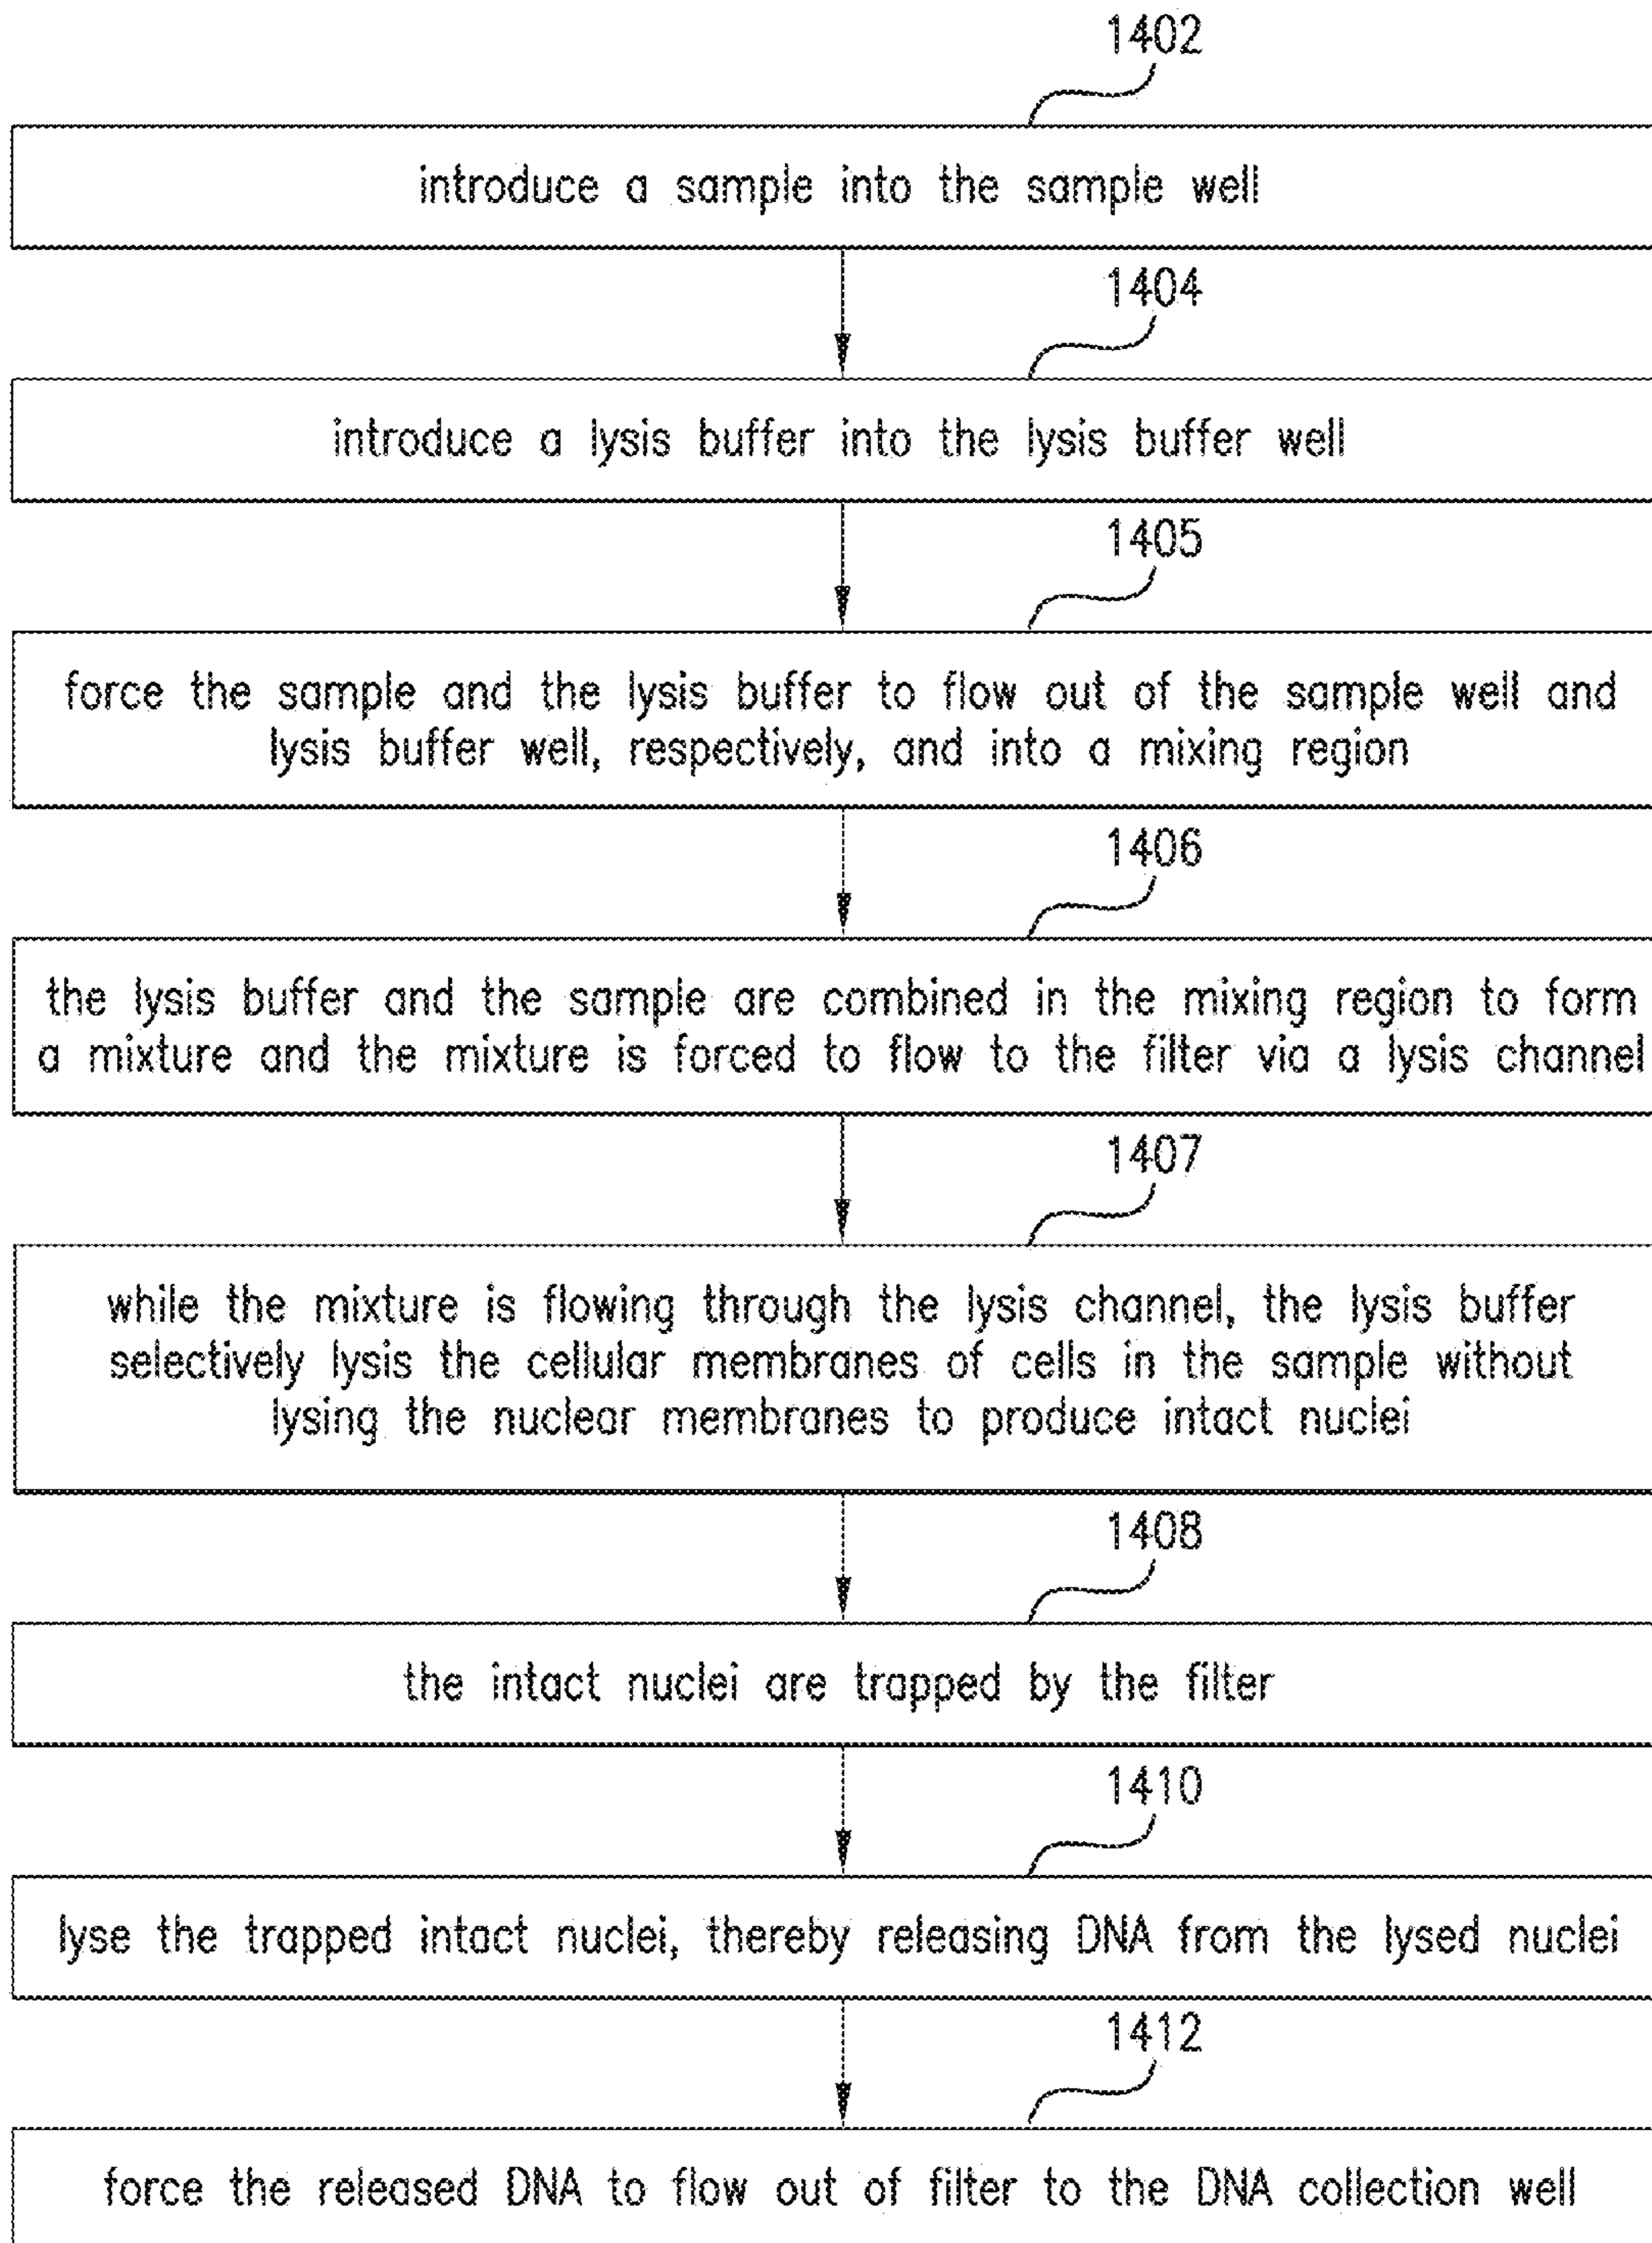 1402
introduce a sample into the sample well
1404
introduce a lysis buffer into the lysis buffer well
1405
force the sample and the lysis buffer to flow out of the sample well and
lysis buffer well, respectively, and into a mixing region
1406
the lysis buffer and the sample are combined in the mixing region to form
a mixture and the mixture is forced to flow to the filter via a lysis channel
1407
while the mixture is flowing through the lysis channel, the lysis buffer
selectively lysis the cellular membranes of cells in the sample without
lysing the nuclear membranes to produce intact nuclei
1408
the intact nuclei are trapped by the filter
1410
lyse the trapped intact nuclei, thereby releasing DNA from the lysed nuclei
1412
force the released DNA to flow out of filter to the DNA collection well